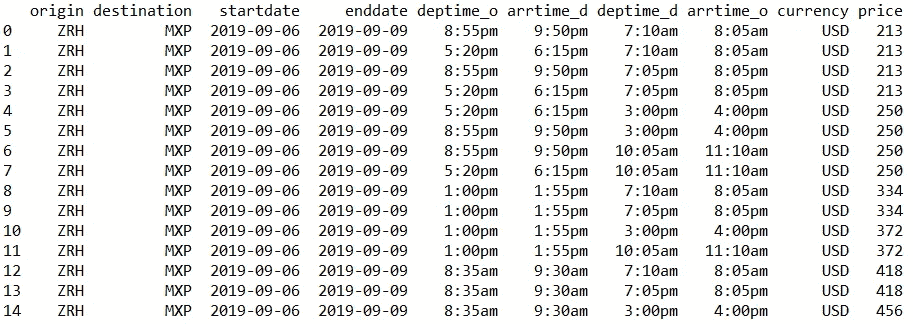 origin destination startdate enddate deptime_o arrtime_d deptime_d arrtime_o currency price
0 ZRH MXP 2019-09-06 2019-09-09 8:55pm 9:50pm 7:10am 8:05am USD 213
1 ZRH MXP 2019-09-06 2019-09-09 5:20pm 6:15pm 7:10am 8:05am USD 213
2 ZRH MXP 2019-09-06 2019-09-09 8:55pm 9:50pm 7:05pm 8:05pm USD 213
3 ZRH MXP 2019-09-06 2019-09-09 5:20pm 6:15pm 7:05pm 8:05pm USD 213
4 ZRH MXP 2019-09-06 2019-09-09 5:20pm 6:15pm 3:00pm 4:00pm USD 250
5 ZRH MXP 2019-09-06 2019-09-09 8:55pm 9:50pm 3:00pm 4:00pm USD 250
6 ZRH MXP 2019-09-06 2019-09-09 8:55pm 9:50pm 10:05am 11:10am USD 250
7 ZRH MXP 2019-09-06 2019-09-09 5:20pm 6:15pm 10:05am 11:10am USD 250
8 ZRH MXP 2019-09-06 2019-09-09 1:00pm 1:55pm 7:10am 8:05am USD 334
9 ZRH MXP 2019-09-06 2019-09-09 1:00pm 1:55pm 7:05pm 8:05pm USD 334
10 ZRH MXP 2019-09-06 2019-09-09 1:00pm 1:55pm 3:00pm 4:00pm USD 372
11 ZRH MXP 2019-09-06 2019-09-09 1:00pm 1:55pm 10:05am 11:10am USD 372
12 ZRH MXP 2019-09-06 2019-09-09 8:35am 9:30am 7:10am 8:05am USD 418
13 ZRH MXP 2019-09-06 2019-09-09 8:35am 9:30am 7:05pm 8:05pm USD 418
14 ZRH MXP 2019-09-06 2019-09-09 8:35am 9:30am 3:00pm 4:00pm USD 456